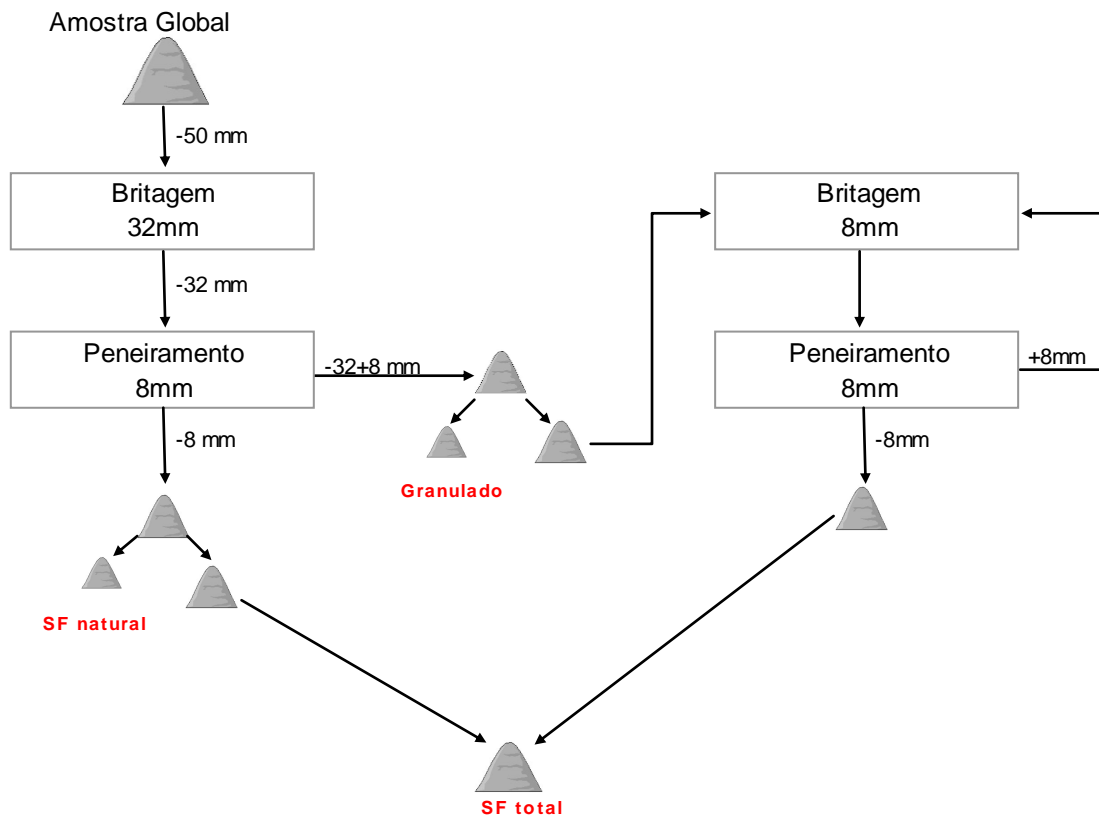 Amostra Global
-50 mm
Britagem
32mm
-32 mm
Peneiramento
8mm
-32+8 mm
-8 mm
Granulado
SF natural
Britagem
8mm
Peneiramento
8mm
+8mm
-8mm
SF total